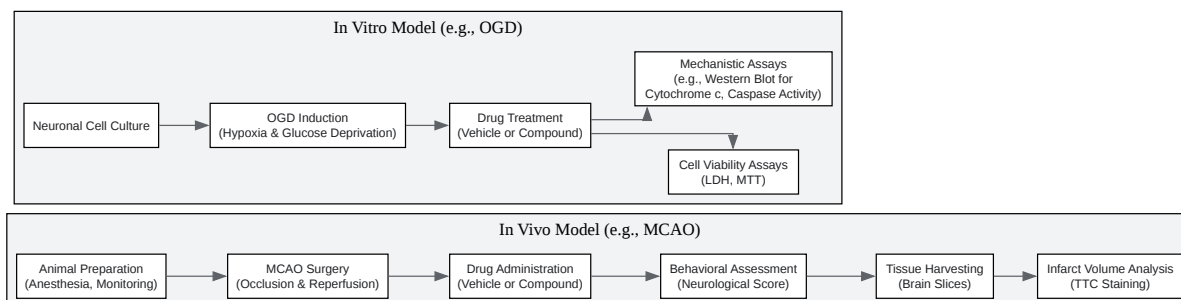 In Vitro Model (e.g., OGD)
Mechanistic Assays
(e.g., Western Blot for
Cytochrome c, Caspase Activity)
Neuronal Cell Culture
OGD Induction
(Hypoxia & Glucose Deprivation)
Drug Treatment
(Vehicle or Compound)
Cell Viability Assays
(LDH, MTT)
In Vivo Model (e.g., MCAO)
Animal Preparation
(Anesthesia, Monitoring)
MCAO Surgery
(Occlusion & Reperfusion)
Drug Administration
(Vehicle or Compound)
Behavioral Assessment
(Neurological Score)
Tissue Harvesting
(Brain Slices)
Infarct Volume Analysis
(TTC Staining)